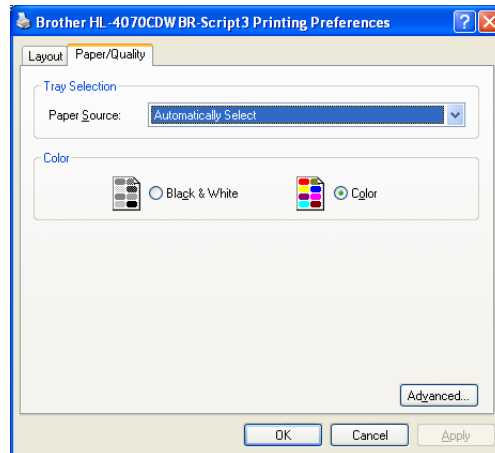 Brother HL-4070CDW BR-Script3 Printing Preferences
Layout Paper/Quality
Tray Selection
Paper Source: Automatically Select
Color
Black & White Color
Advanced...
OK Cancel Apply